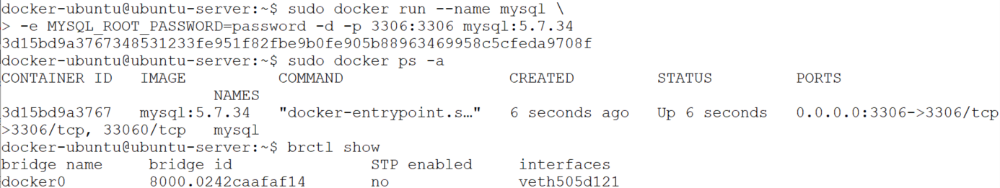 docker-ubuntu@ubuntu-server:~$ sudo docker run --name mysql \
> -e MYSQL_ROOT_PASSWORD=password -d -p 3306:3306 mysql:5.7.34
3d15bd9a3767348531233fe951f82fbe9b0fe905b88963469958c5cfeda9708f
docker-ubuntu@ubuntu-server:~$ sudo docker ps -a
CONTAINER ID   IMAGE          COMMAND                  CREATED         STATUS         PORTS
                       NAMES
3d15bd9a3767   mysql:5.7.34   "docker-entrypoint.s…"   6 seconds ago   Up 6 seconds   0.0.0.0:3306->3306/tcp
>3306/tcp, 33060/tcp   mysql
docker-ubuntu@ubuntu-server:~$ brctl show
bridge name     bridge id               STP enabled     interfaces
docker0         8000.0242caafaf14       no              veth505d121